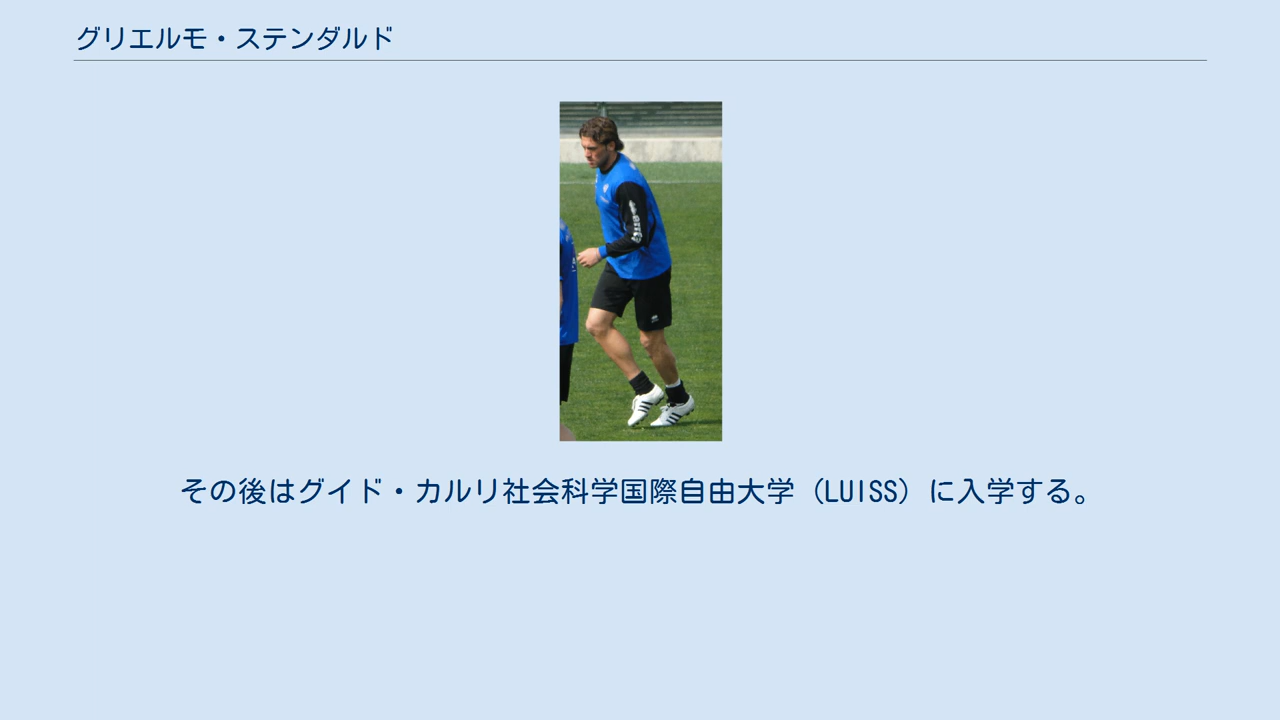 グリエルモ・ステンダルド
その後はグイド・カルリ社会科学国際自由大学（LUISS）に入学する。